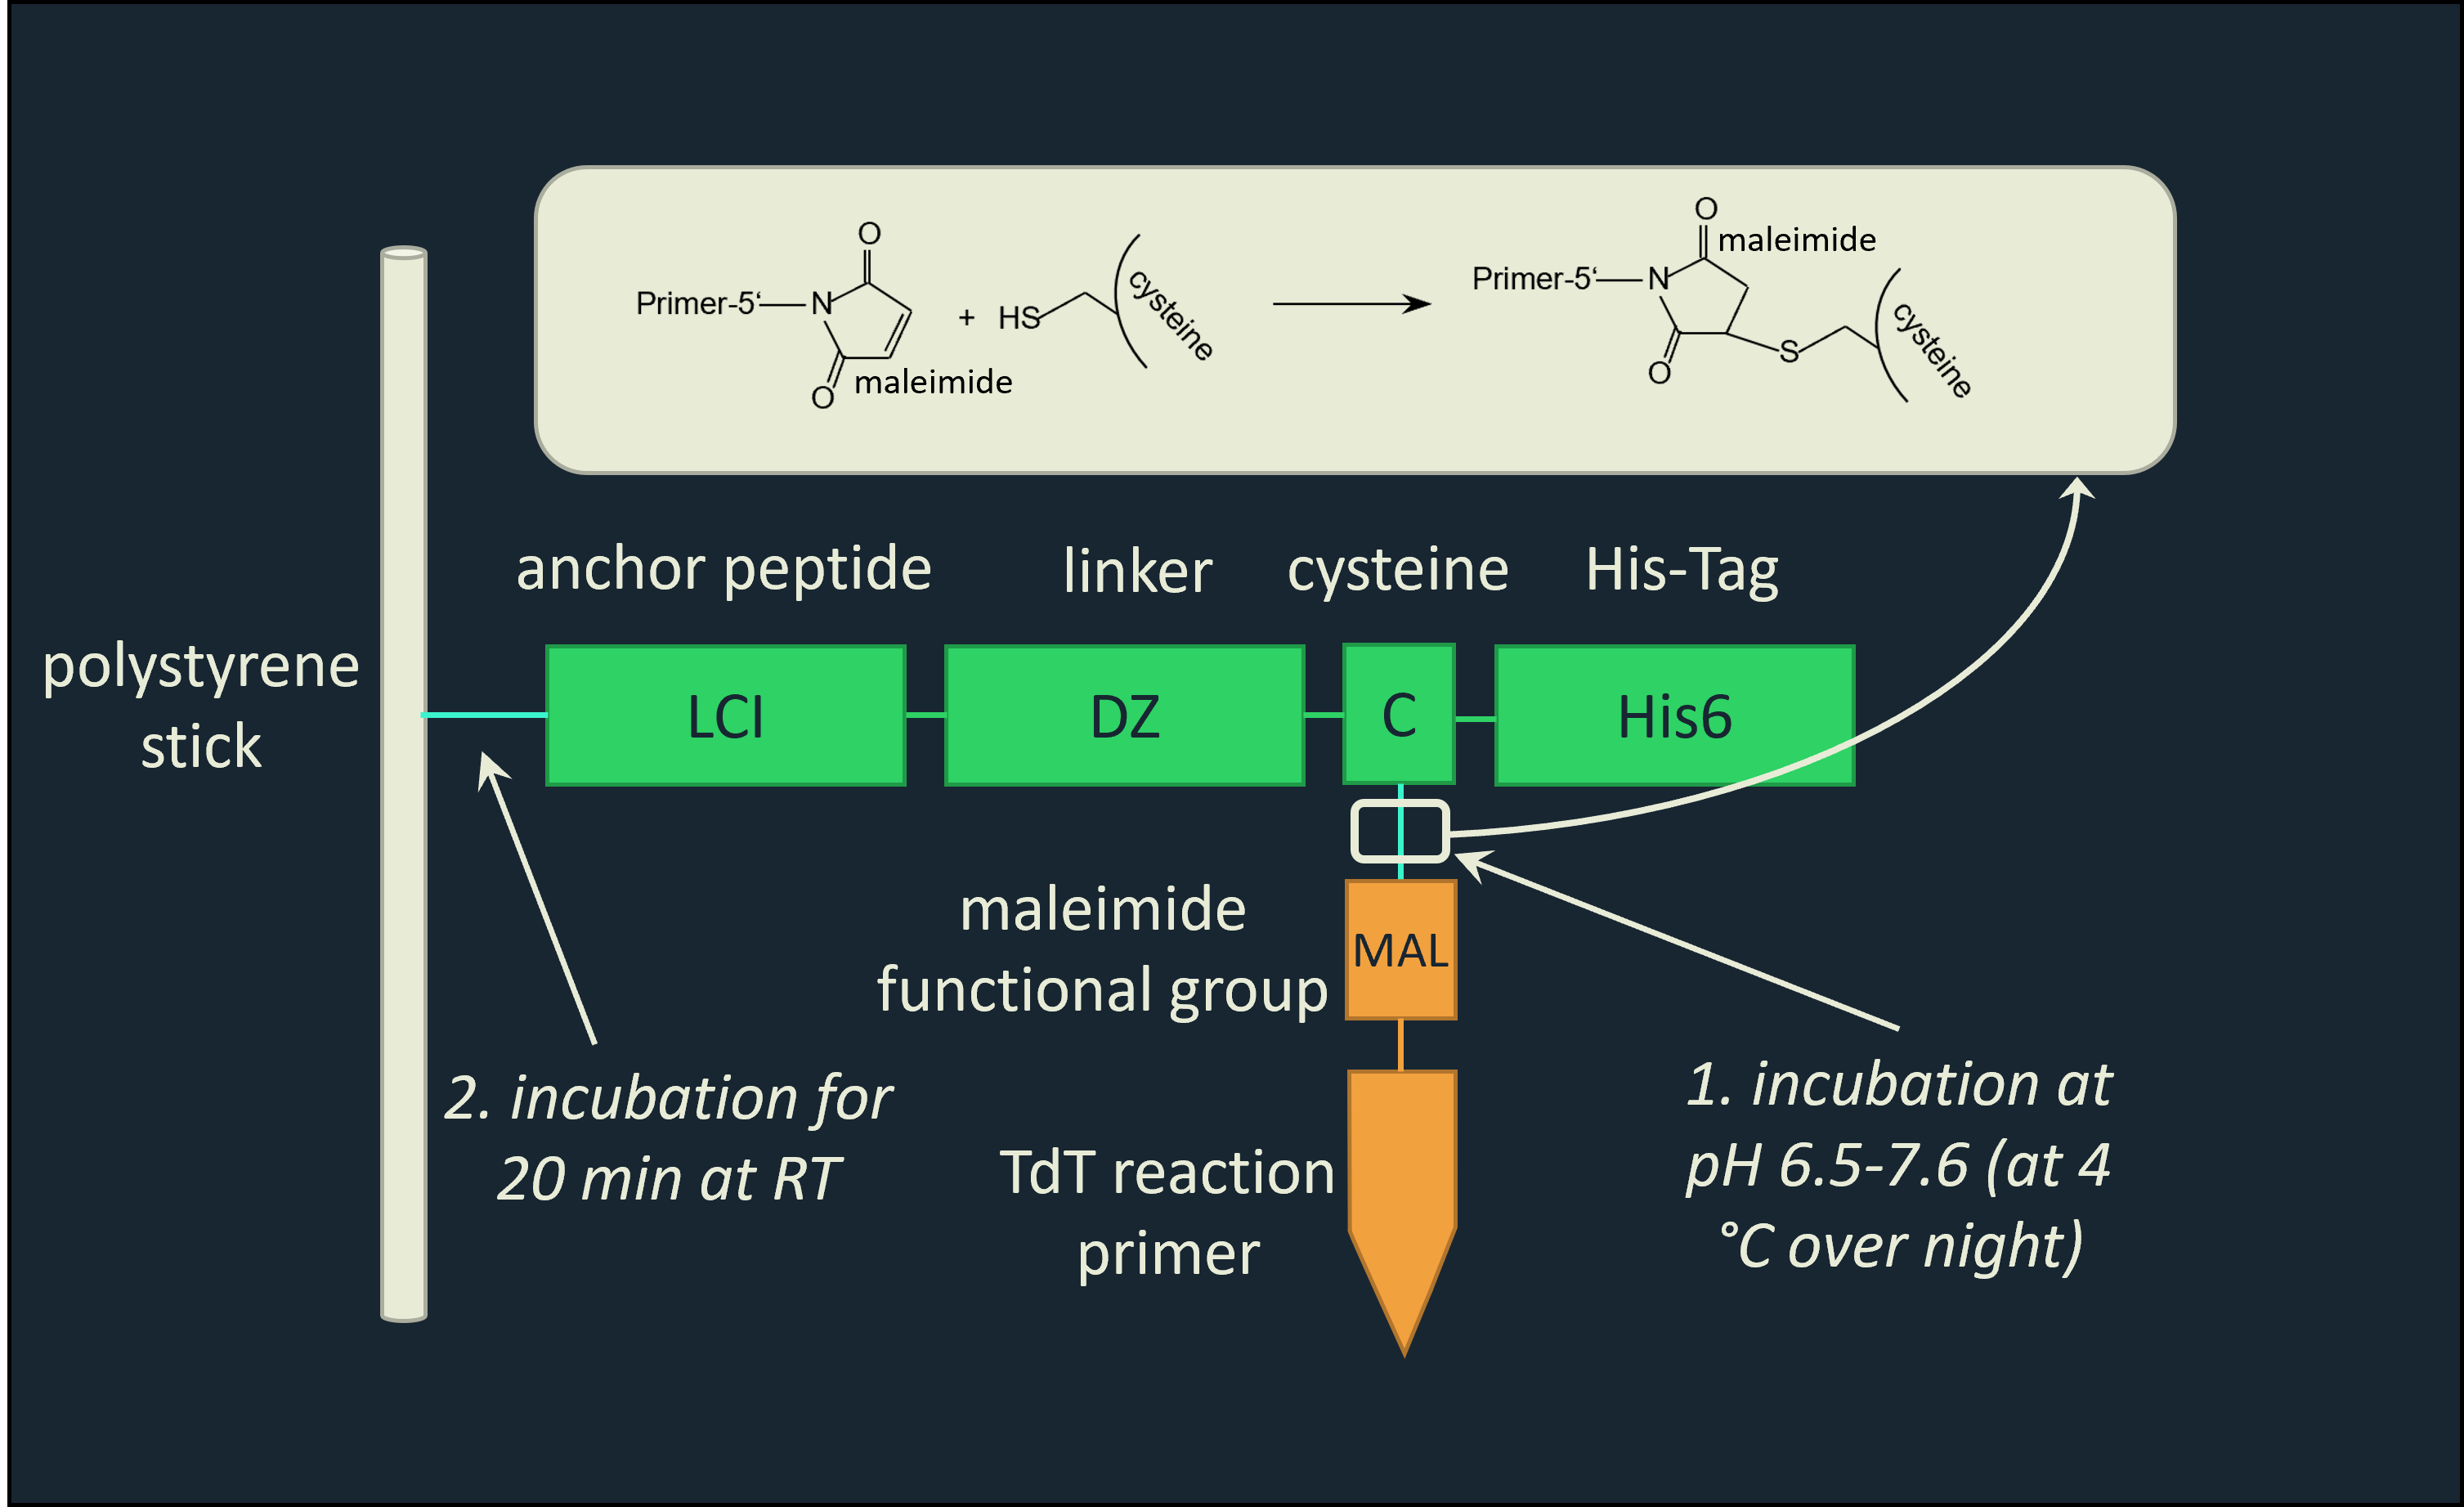 O
maleimide
Primer-5‘
N
O
+
HS
cysteine
maleimide
O
Primer-5‘
N
O
S
cysteine
anchor peptide
linker
cysteine
His-Tag
polystyrene
stick
LCI
DZ
C
His6
maleimide
functional group
MAL
2. incubation for
20 min at RT
TdT reaction
primer
1. incubation at
pH 6.5-7.6 (at 4
°C over night)